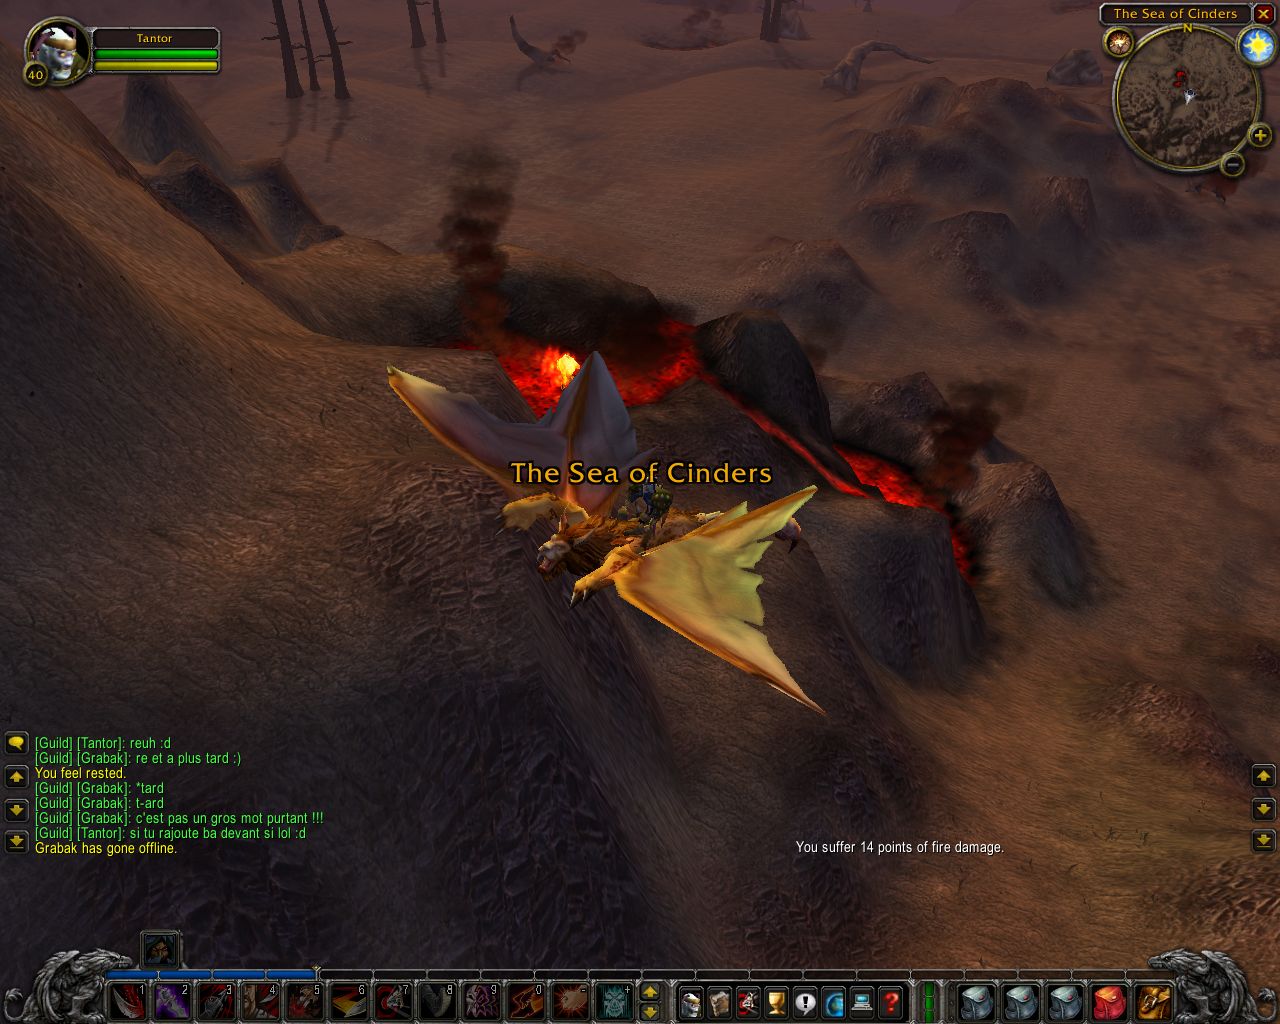 Tantor
40
The Sea of Cinders
N
The Sea of Cinders
[Guild] [Tantor]: reuh :d
[Guild] [Grabak]: re et a plus tard :)
You feel rested.
[Guild] [Grabak]: *tard
[Guild] [Grabak]: t-ard
[Guild] [Grabak]: c'est pas un gros mot purtant !!!
[Guild] [Tantor]: si tu rajoute ba devant si lol :d
Grabak has gone offline.
You suffer 14 points of fire damage.
1 2 3 4 5 6 7 8 9 0 - +